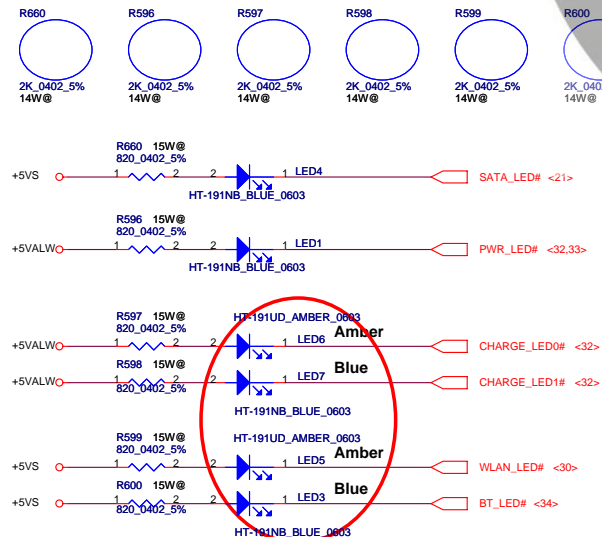 R660 R596 R597 R598 R599 R600
2K_0402_5% 2K_0402_5% 2K_0402_5% 2K_0402_5% 2K_0402_5% 2K_040
14W@ 14W@ 14W@ 14W@ 14W@ 14W@
R660 15W@
820_0402_5%
+5VS 1 2 2 1 LED4 SATA_LED# <21>
HT-191NB_BLUE_0603
R596 15W@
820_0402_5%
+5VALW 1 2 2 1 LED1 PWR_LED# <32,33>
HT-191NB_BLUE_0603
R597 15W@ HT-191UD_AMBER_0603
820_0402_5% Amber
+5VALW 1 2 2 1 LED6 CHARGE_LED0# <32>
R598 15W@ Blue
+5VALW 1 2 2 1 LED7 CHARGE_LED1# <32>
820_0402_5%
HT-191NB_BLUE_0603
R599 15W@ HT-191UD_AMBER_0603
820_0402_5% Amber
+5VS 1 2 2 1 LED5 WLAN_LED# <30>
R600 15W@ Blue
+5VS 1 2 2 1 LED3 BT_LED# <34>
820_0402_5%
HT-191NB_BLUE_0603